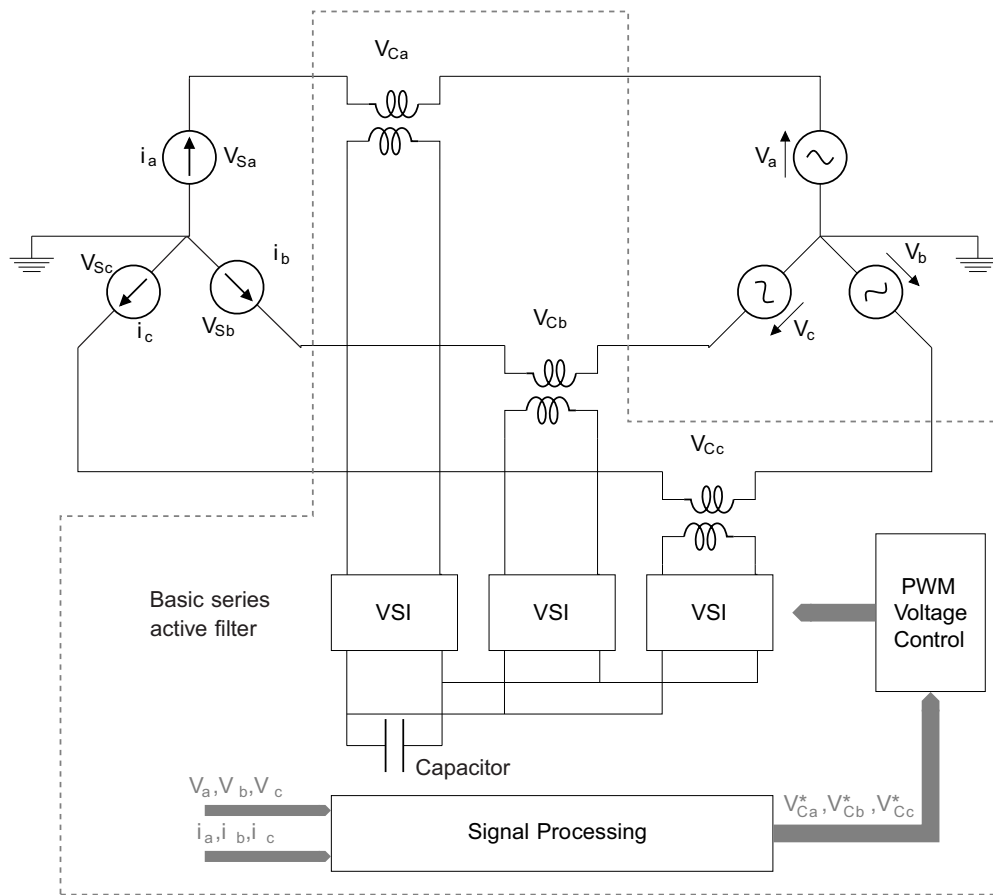 V_Ca
i_a
V_Sa
V_a
V_Sc
i_b
V_b
i_c
V_Sb
V_c
V_Cb
V_Cc
Basic series
active filter
VSI
VSI
VSI
PWM
Voltage
Control
Capacitor
V_a,V_b,V_c
i_a,i_b,i_c
Signal Processing
V*_Ca,V*_Cb,V*_Cc